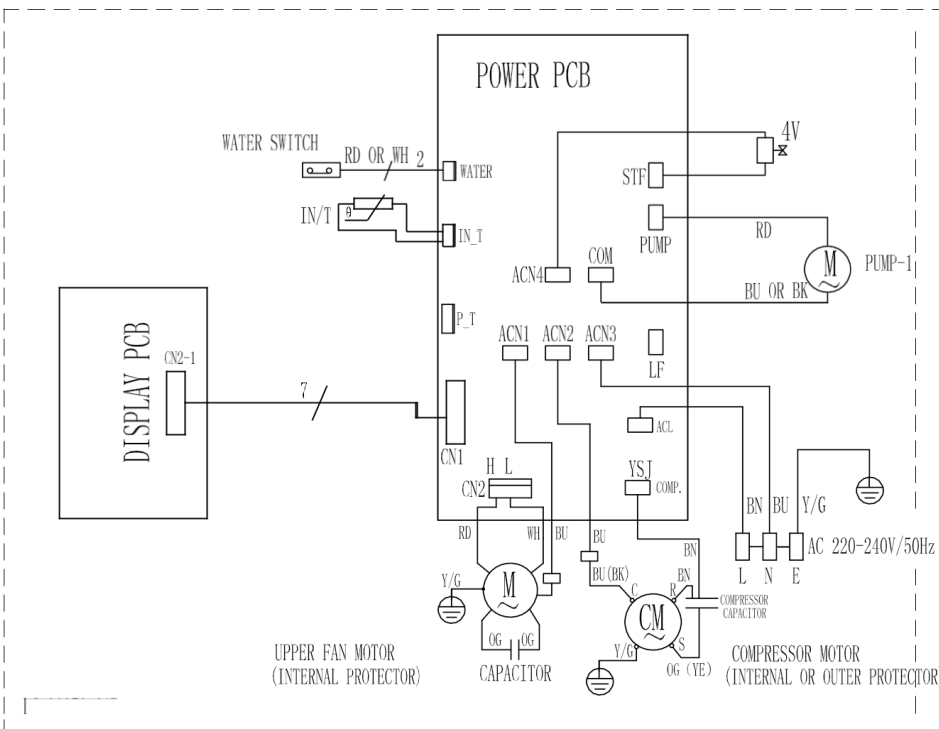 POWER PCB
WATER SWITCH
RD OR WH 2
WATER
4V
STF
IN/T
θ
IN_T
PUMP
RD
M
~
PUMP-1
ACN4
COM
BU OR BK
DISPLAY PCB
CN2-1
P_T
ACN1
ACN2
ACN3
LF
7
CN1
ACL
H L
CN2
YSJ
COMP.
BN
BU
Y/G
AC 220-240V/50Hz
L
N
E
RD
WH
BU
BU
BN
Y/G
M
~
BU(BK)
C
R
BN
COMPRESSOR
CAPACITOR
CM
~
OG
OG
CAPACITOR
Y/G
S
OG (YE)
UPPER FAN MOTOR
(INTERNAL PROTECTOR)
COMPRESSOR MOTOR
(INTERNAL OR OUTER PROTECTOR